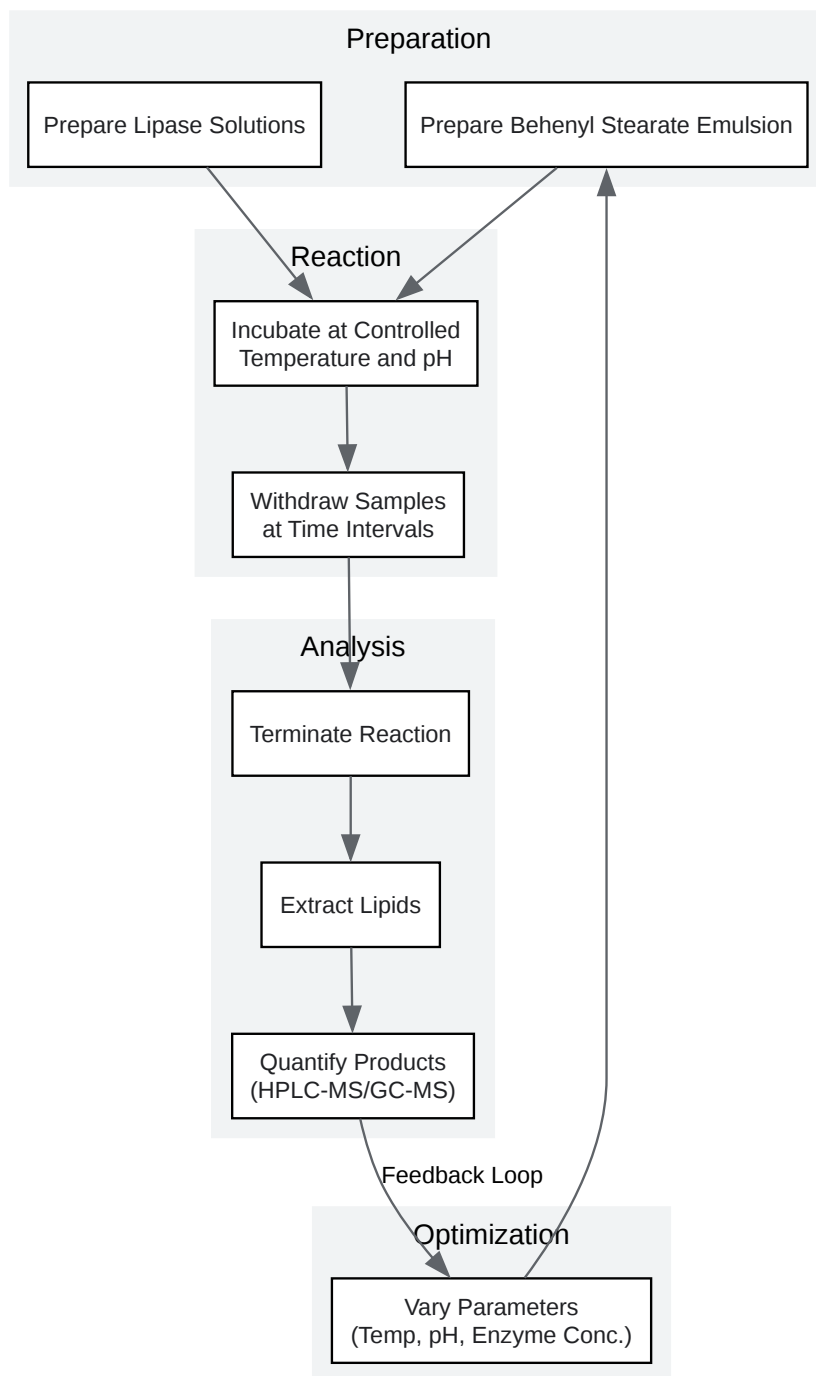 Preparation
Prepare Lipase Solutions
Prepare Behenyl Stearate Emulsion
Reaction
Incubate at Controlled
Temperature and pH
Withdraw Samples
at Time Intervals
Analysis
Terminate Reaction
Extract Lipids
Quantify Products
(HPLC-MS/GC-MS)
Feedback Loop
Optimization
Vary Parameters
(Temp, pH, Enzyme Conc.)